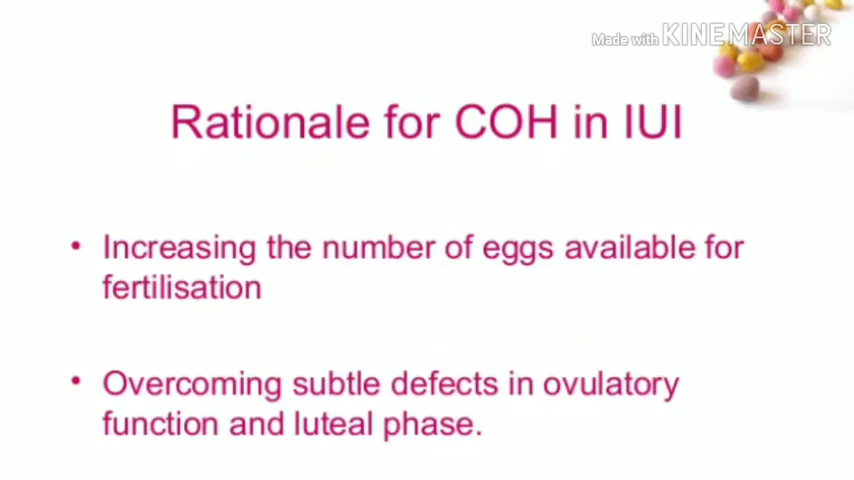 Made with KINEMASTER
Rationale for COH in IUI
• Increasing the number of eggs available for
fertilisation
• Overcoming subtle defects in ovulatory
function and luteal phase.